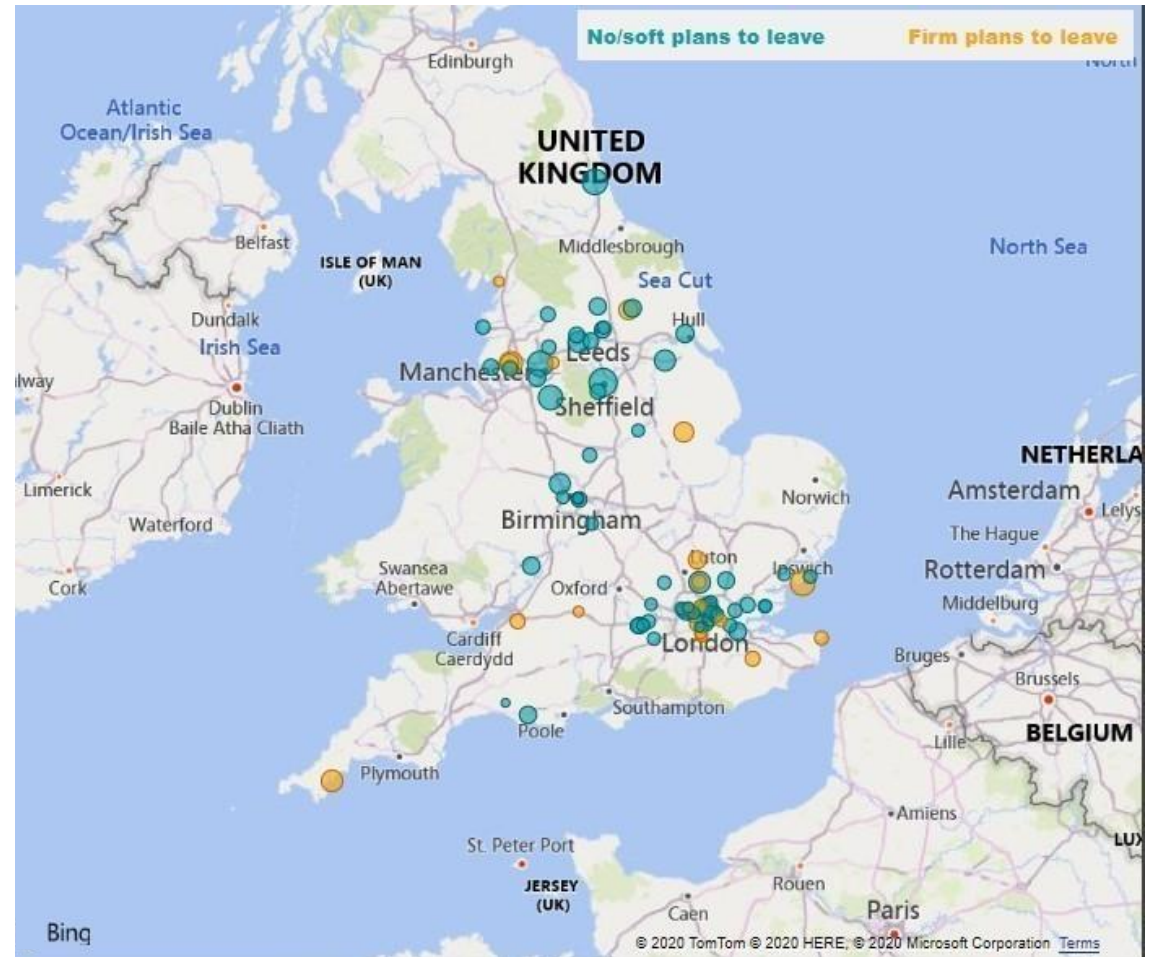 No/soft plans to leave
Firm plans to leave
Edinburgh
North
Atlantic
Ocean/Irish Sea
UNITED
KINGDOM
Belfast
ISLE OF MAN
(UK)
Middlesbrough
North Sea
Sea Cut
Dundalk
Irish Sea
Hull
Leeds
Manchester
lway
Dublin
Baile Atha Cliath
Sheffield
NETHERLA
Limerick
Norwich
Amsterdam
Lelys
Waterford
Birmingham
The Hague
Luton
Ipswich
Rotterdam
Swansea
Abertawe
Oxford
Cork
Middelburg
Cardiff
Caerdydd
London
Bruges
Brussels
Southampton
Poole
Lille
BELGIUM
Plymouth
Amiens
St. Peter Port
LUX
JERSEY
(UK)
Rouen
Caen
Paris
Bing
© 2020 TomTom © 2020 HERE, © 2020 Microsoft Corporation Terms